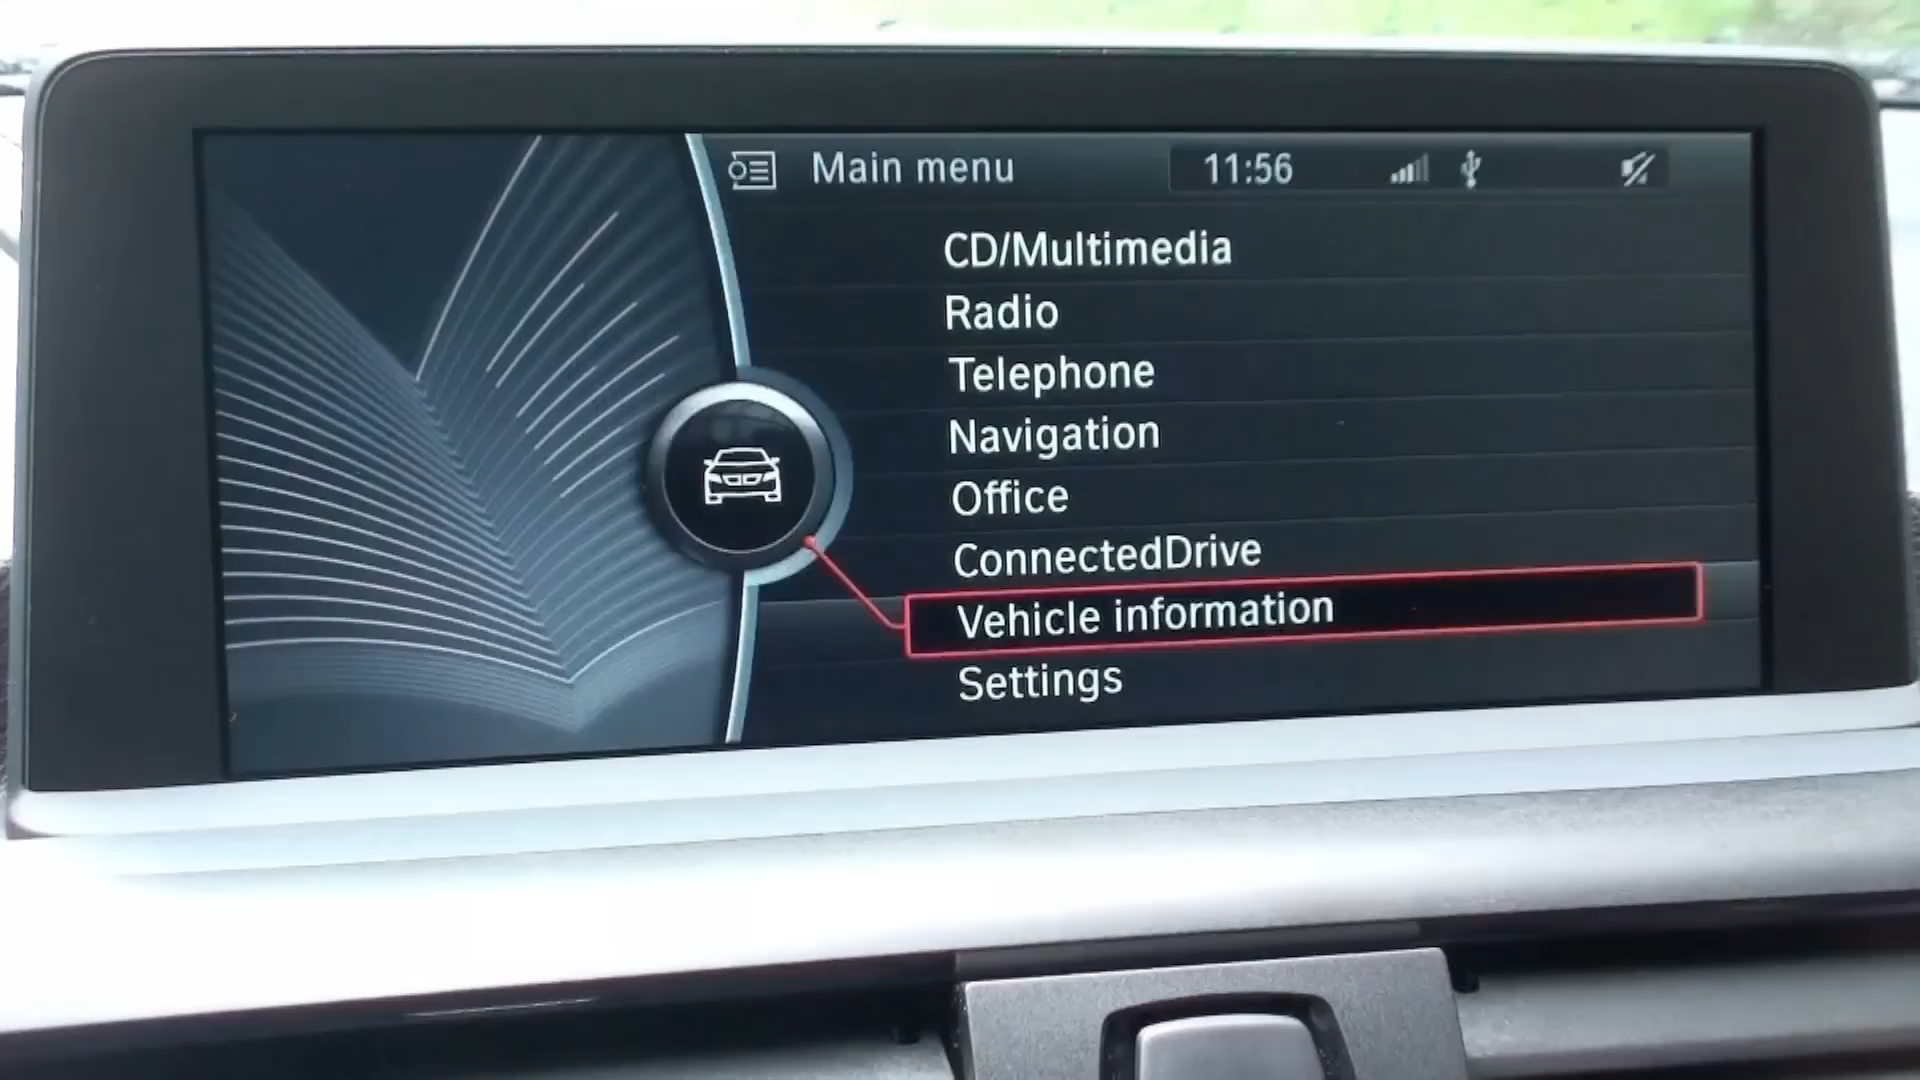 Main menu 11:56
CD/Multimedia
Radio
Telephone
Navigation
Office
ConnectedDrive
Vehicle information
Settings